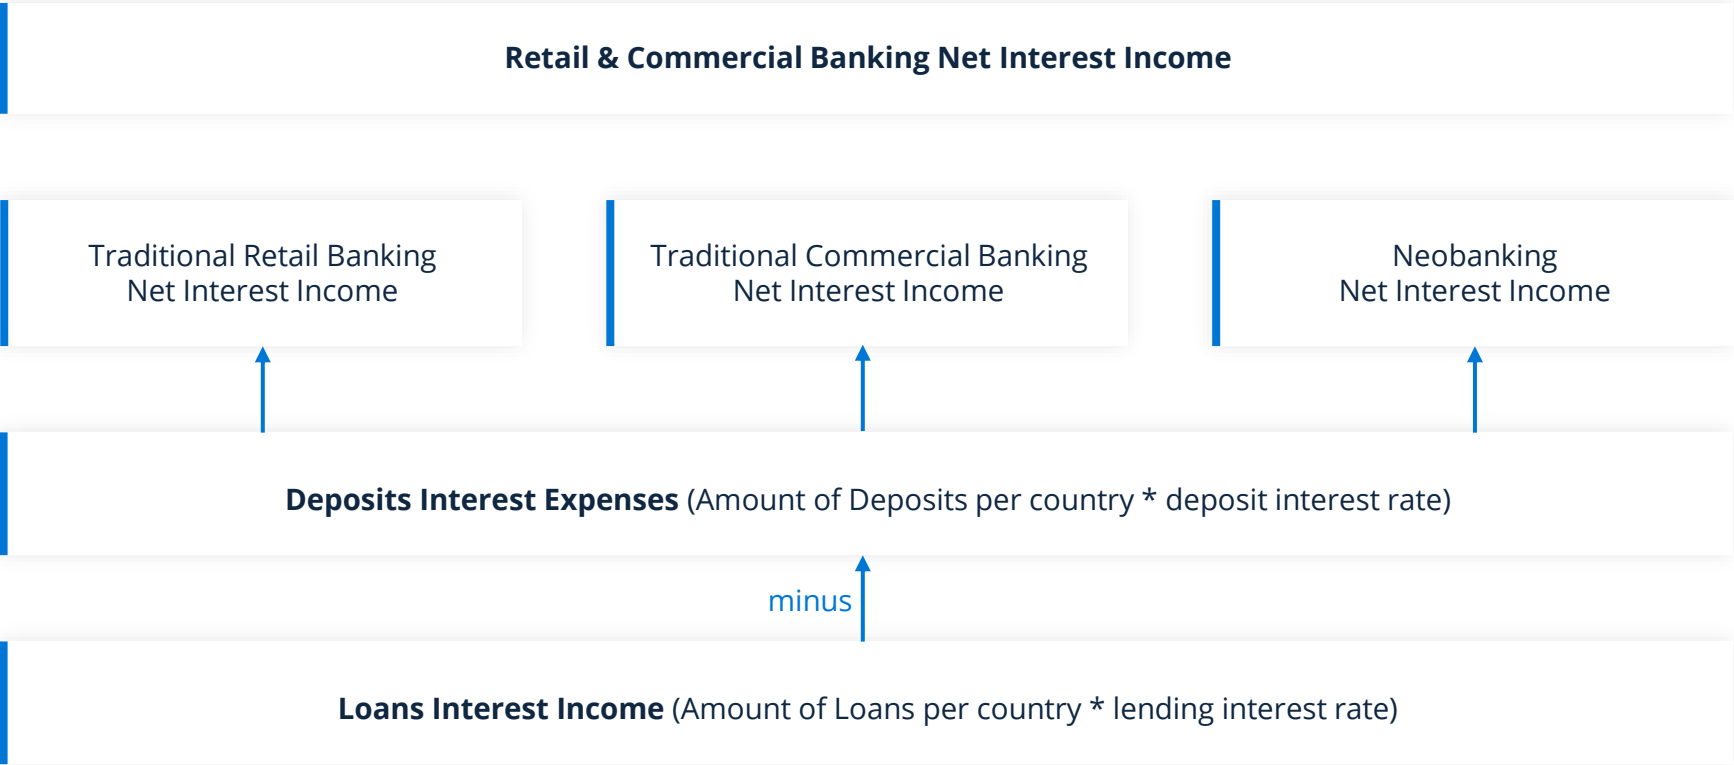 Retail & Commercial Banking Net Interest Income
Traditional Retail Banking
Net Interest Income
Traditional Commercial Banking
Net Interest Income
Neobanking
Net Interest Income
Deposits Interest Expenses (Amount of Deposits per country * deposit interest rate)
minus
Loans Interest Income (Amount of Loans per country * lending interest rate)